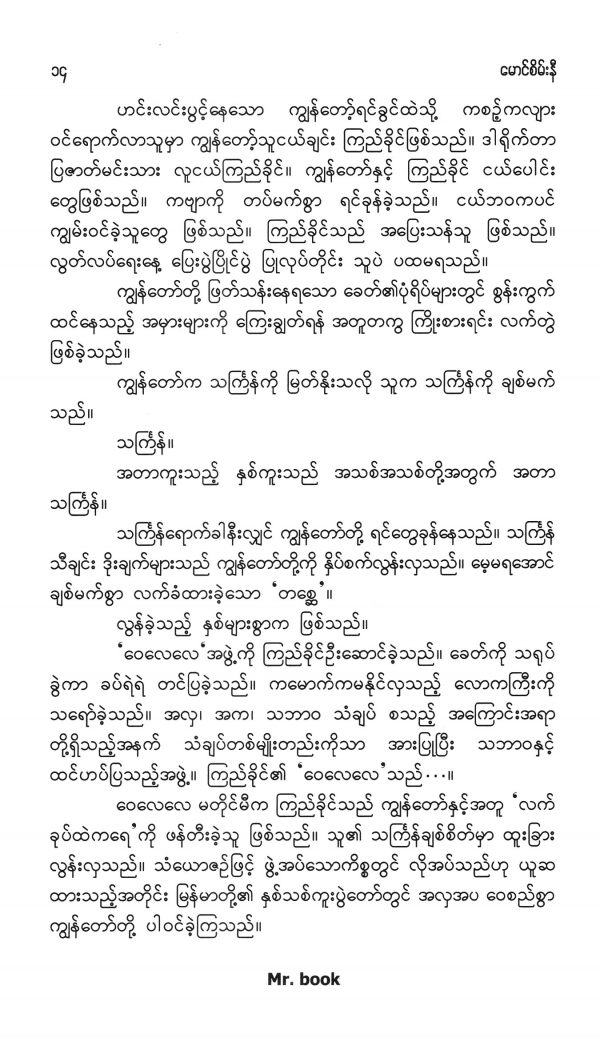 ၁၄ မောင်စိမ်းနီ
ဟင်းလင်းပွင့်နေသော ကျွန်တော့်ရင်ခွင်ထဲသို့ ကစဉ့်ကလျား
ဝင်ရောက်လာသူမှာ ကျွန်တော့်သူငယ်ချင်း ကြည်ခိုင်ဖြစ်သည်။ ဒါရိုက်တာ
ပြဇာတ်မင်းသား လူငယ်ကြည်ခိုင်။ ကျွန်တော်နှင့် ကြည်ခိုင် ငယ်ပေါင်း
တွေဖြစ်သည်။ ကဗျာကို တပ်မက်စွာ ရင်ခုန်ခဲ့သည်။ ငယ်ဘဝကပင်
ကျွမ်းဝင်ခဲ့သူတွေ ဖြစ်သည်။ ကြည်ခိုင်သည် အပြေးသန်သူ ဖြစ်သည်။
လွတ်လပ်ရေးနေ့ ပြေးပွဲပြိုင်ပွဲ ပြုလုပ်တိုင်း သူပဲ ပထမရသည်။
ကျွန်တော်တို့ ဖြတ်သန်းနေရသော ခေတ်၏ပုံရိပ်များတွင် စွန်းကွက်
ထင်နေသည့် အမှားများကို ကြေးချွတ်ရန် အတူတကွ ကြိုးစားရင်း လက်တွဲ
ဖြစ်ခဲ့သည်။
ကျွန်တော်က သင်္ကြန်ကို မြတ်နိုးသလို သူက သင်္ကြန်ကို ချစ်မက်
သည်။
သင်္ကြန်။
အတာကူးသည့် နှစ်ကူးသည် အသစ်အသစ်တို့အတွက် အတာ
သင်္ကြန်။
သင်္ကြန်ရောက်ခါနီးလျှင် ကျွန်တော်တို့ ရင်တွေခုန်နေသည်။ သင်္ကြန်
သီချင်း ဒိုးချက်များသည် ကျွန်တော်တို့ကို နှိပ်စက်လွန်းလှသည်။ မေ့မရအောင်
ချစ်မက်စွာ လက်ခံထားခဲ့သော ‘တစ္ဆေ’။
လွန်ခဲ့သည့် နှစ်များစွာက ဖြစ်သည်။
‘ဝေလေလေ’အဖွဲ့ကို ကြည်ခိုင်ဦးဆောင်ခဲ့သည်။ ခေတ်ကို သရုပ်
ခွဲကာ ခပ်ရဲရဲ တင်ပြခဲ့သည်။ ကမောက်ကမနိုင်လှသည့် လောကကြီးကို
သရော်ခဲ့သည်။ အလှ၊ အက၊ သဘာဝ သံချပ် စသည့် အကြောင်းအရာ
တို့ရှိသည့်အနက် သံချပ်တစ်မျိုးတည်းကိုသာ အားပြုပြီး သဘာဝနှင့်
ထင်ဟပ်ပြသည့်အဖွဲ့။ ကြည်ခိုင်၏ ‘ဝေလေလေ’သည် ...။
ဝေလေလေ မတိုင်မီက ကြည်ခိုင်သည် ကျွန်တော်နှင့်အတူ ‘လက်
ခုပ်ထဲကရေ’ကို ဖန်တီးခဲ့သူ ဖြစ်သည်။ သူ၏ သင်္ကြန်ချစ်စိတ်မှာ ထူးခြား
လွန်းလှသည်။ သံယောဇဉ်ဖြင့် ဖွဲ့အပ်သောကိစ္စတွင် လိုအပ်သည်ဟု ယူဆ
ထားသည့်အတိုင်း မြန်မာတို့၏ နှစ်သစ်ကူးပွဲတော်တွင် အလှအပ ဝေစည်စွာ
ကျွန်တော်တို့ ပါဝင်ခဲ့ကြသည်။
Mr. book